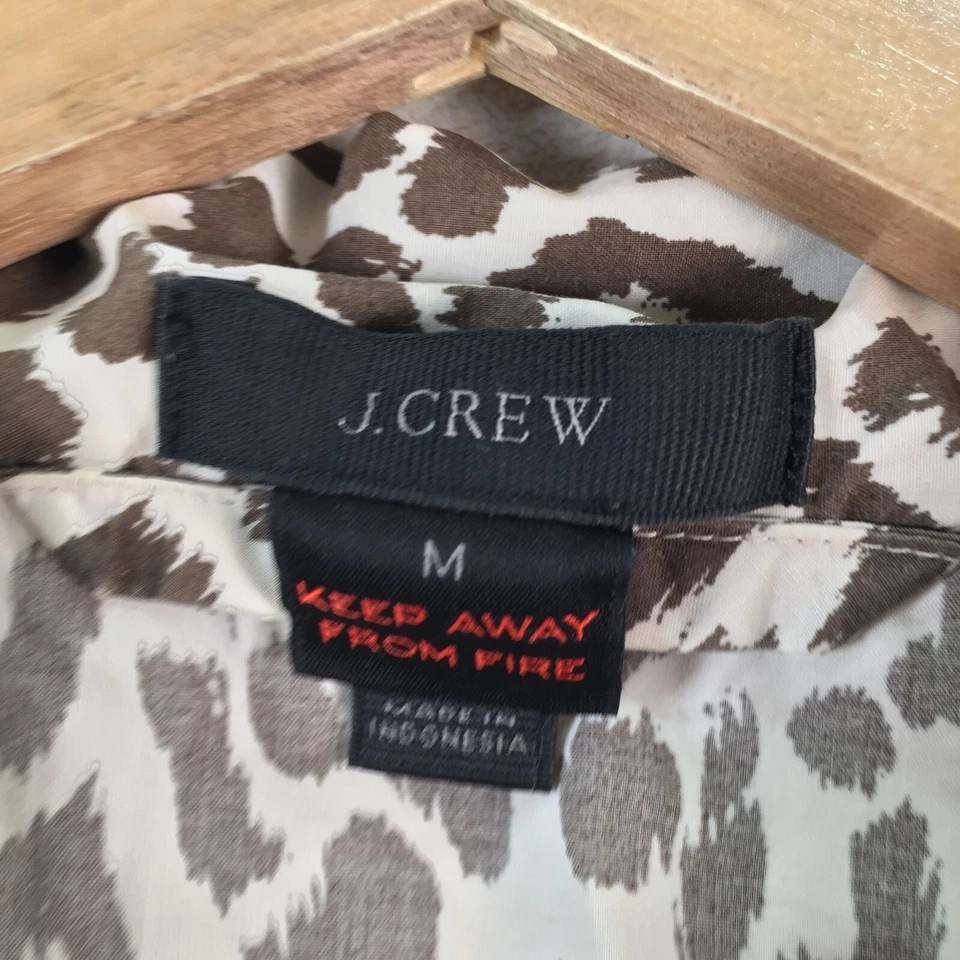 J.CREW
M
KEEP AWAY
FROM FIRE
MADE IN
INDONESIA